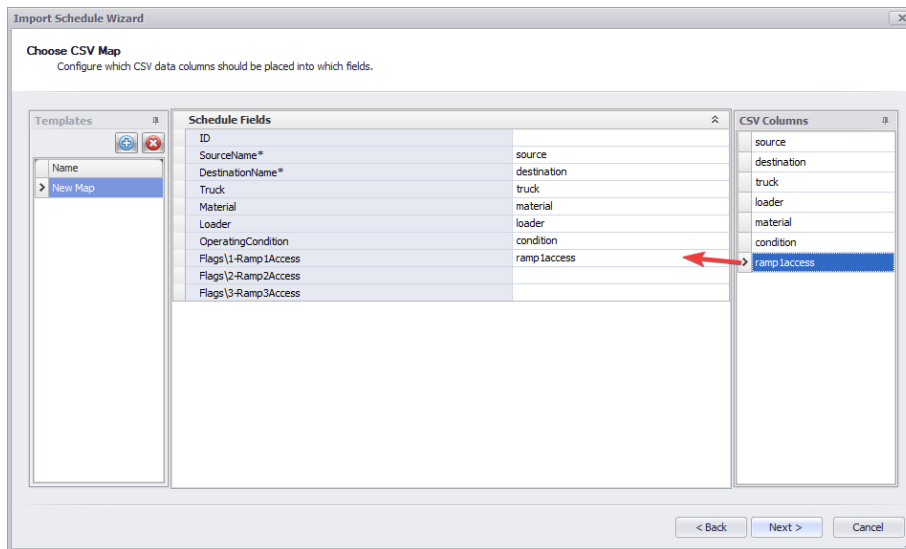 Import Schedule Wizard
Choose CSV Map
Configure which CSV data columns should be placed into which fields.
Templates
Name
New Map
Schedule Fields
ID
SourceName* source
DestinationName* destination
Truck truck
Material material
Loader loader
OperatingCondition condition
Flags\1-Ramp1Access ramp1access
Flags\2-Ramp2Access
Flags\3-Ramp3Access
CSV Columns
source
destination
truck
loader
material
condition
ramp1access
< Back Next > Cancel